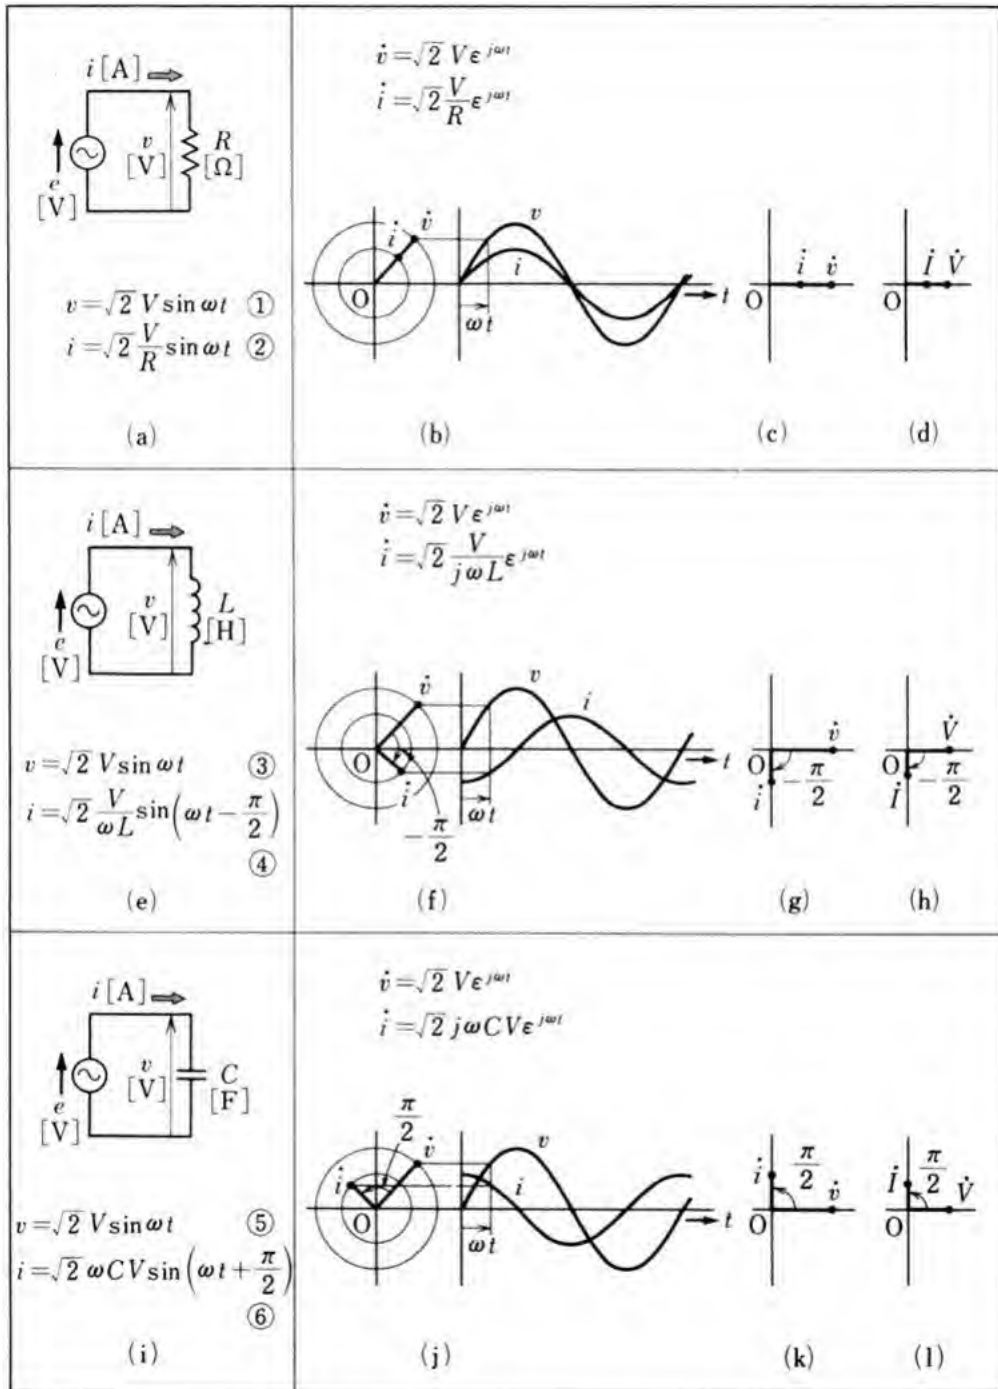 i[A]
e
[V]
v
[V]
R
[Ω]
v=√2 V sin ωt ①
i=√2 V/R sin ωt ②
(a)
v̇=√2 Vε^{jωt}
i̇=√2 V/R ε^{jωt}
i̇ v̇
O
v
i
ωt
t
(b)
O i̇ v̇
(c)
O İ V̇
(d)
i[A]
e
[V]
v
[V]
L
[H]
v=√2 V sin ωt ③
i=√2 V/ωL sin(ωt−π/2)
④
(e)
v̇=√2 Vε^{jωt}
i̇=√2 V/jωL ε^{jωt}
v̇
O
i̇
−π/2
v
i
ωt
t
(f)
O v̇
i̇ −π/2
(g)
V̇
O
İ −π/2
(h)
i[A]
e
[V]
v
[V]
C
[F]
v=√2 V sin ωt ⑤
i=√2 ωCV sin(ωt+π/2)
⑥
(i)
v̇=√2 Vε^{jωt}
i̇=√2 jωCVε^{jωt}
π/2
i̇ v̇
O
v
i
ωt
t
(j)
i̇ π/2
O v̇
(k)
İ π/2
O V̇
(l)